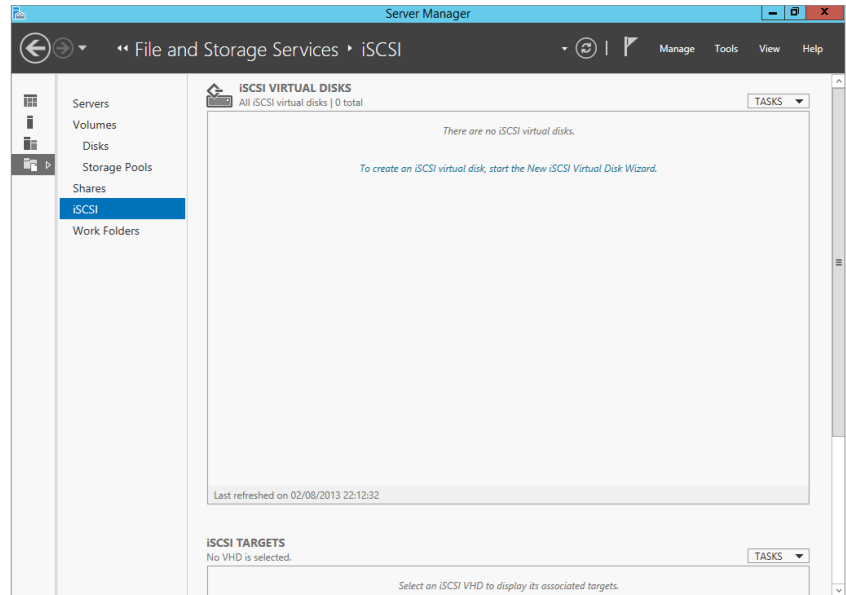 Server Manager
File and Storage Services iSCSI
Manage Tools View Help
Servers
Volumes
Disks
Storage Pools
Shares
iSCSI
Work Folders
iSCSI VIRTUAL DISKS
All iSCSI virtual disks | 0 total
TASKS
There are no iSCSI virtual disks.
To create an iSCSI virtual disk, start the New iSCSI Virtual Disk Wizard.
Last refreshed on 02/08/2013 22:12:32
iSCSI TARGETS
No VHD is selected.
TASKS
Select an iSCSI VHD to display its associated targets.